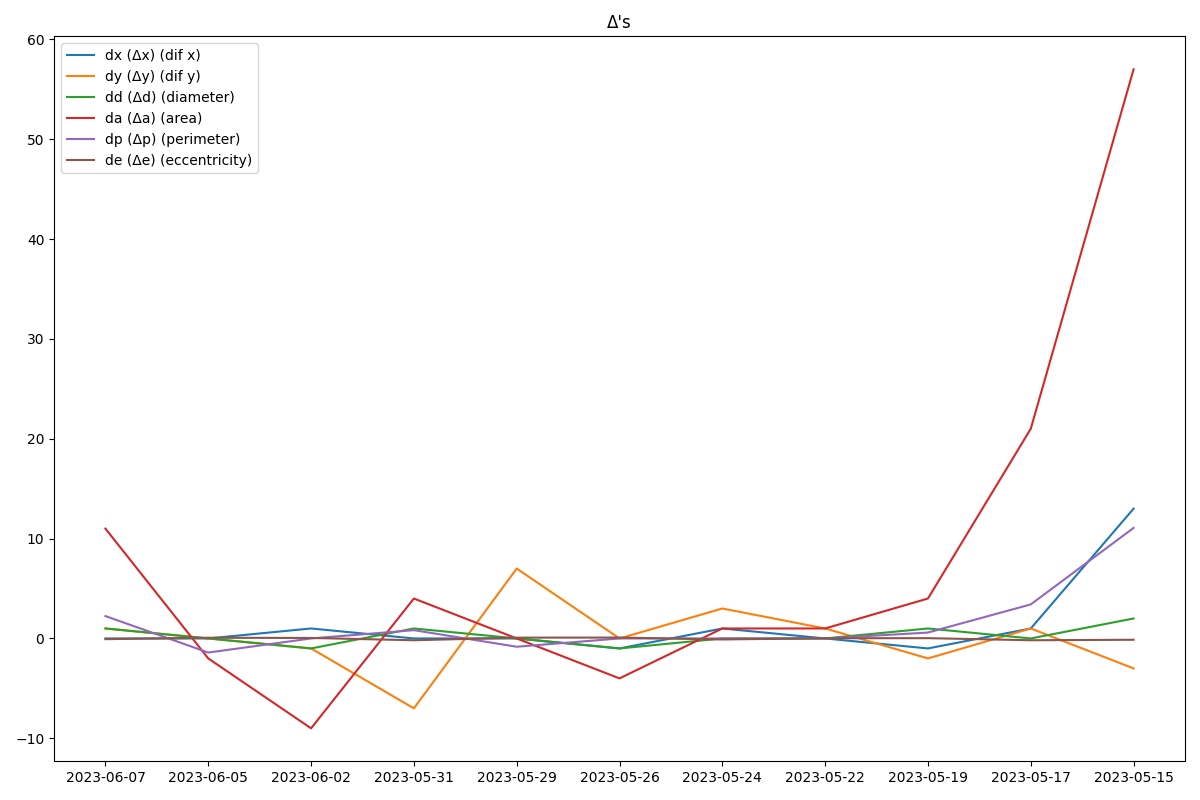 Δ's
60
50
40
30
20
10
0
−10
dx (Δx) (dif x)
dy (Δy) (dif y)
dd (Δd) (diameter)
da (Δa) (area)
dp (Δp) (perimeter)
de (Δe) (eccentricity)
2023-06-07 2023-06-05 2023-06-02 2023-05-31 2023-05-29 2023-05-26 2023-05-24 2023-05-22 2023-05-19 2023-05-17 2023-05-15